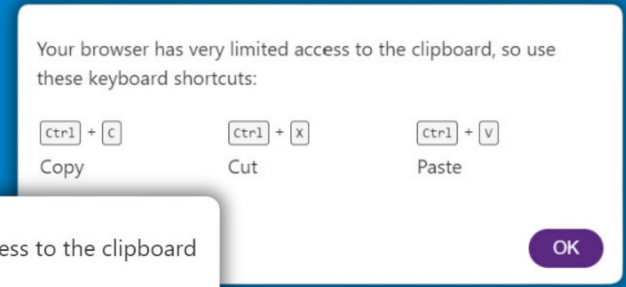 Your browser has very limited access to the clipboard, so use
these keyboard shortcuts:
Ctrl + C
Ctrl + X
Ctrl + V
Copy
Cut
Paste
to the clipboard
OK